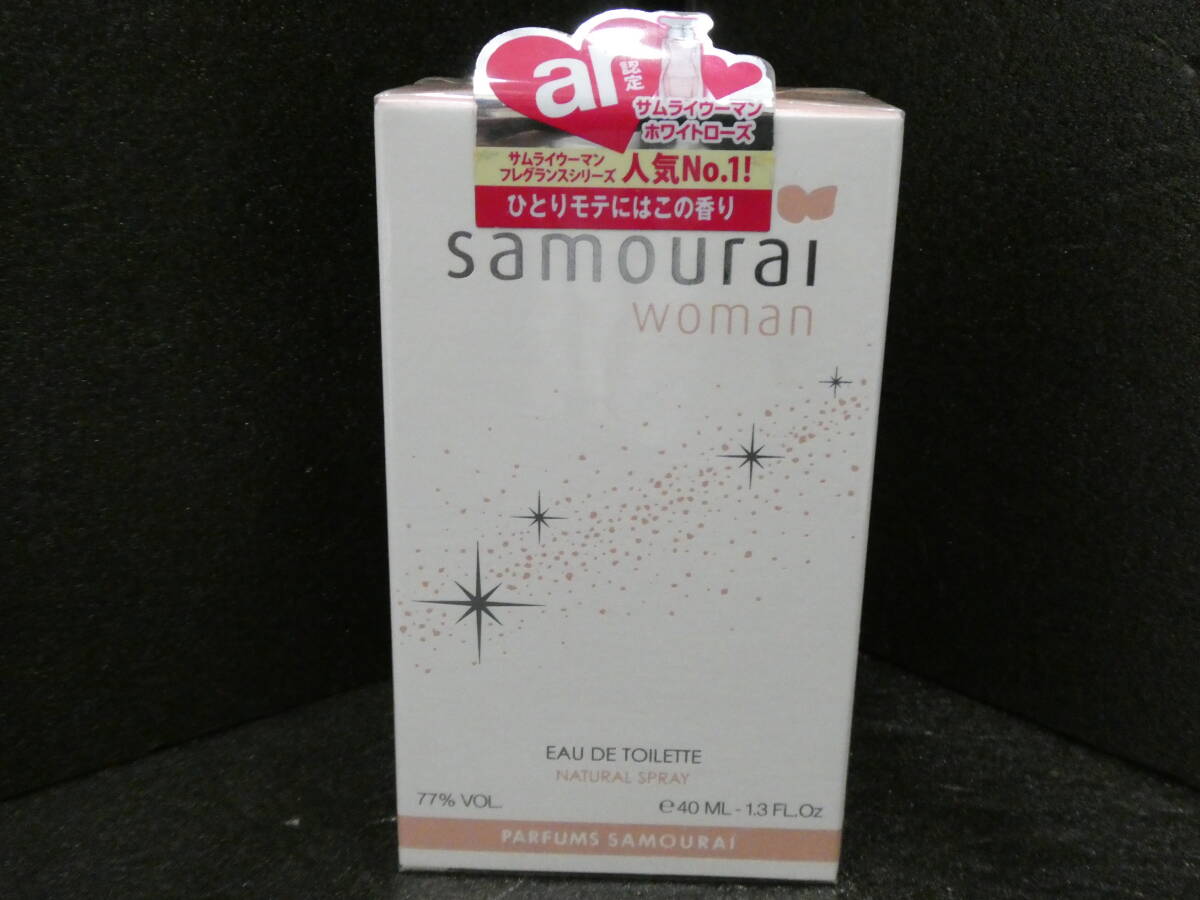 ar
認定
サムライウーマン
ホワイトローズ
サムライウーマン
フレグランスシリーズ 人気No.1!
ひとりモテにはこの香り
samouraï
woman
EAU DE TOILETTE
NATURAL SPRAY
77% VOL.
℮40 ML - 1.3 FL.Oz
PARFUMS SAMOURAÏ